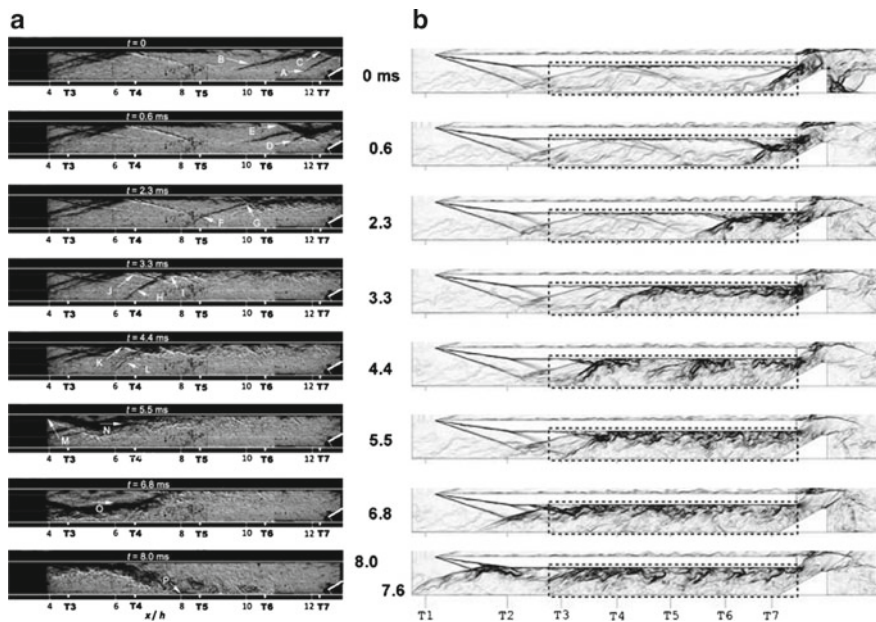 a
b
t = 0
B
C
A
4 T3 6 T4 8 T5 10 T6 12 T7
0 ms
t = 0.6 ms
E
D
4 T3 6 T4 8 T5 10 T6 12 T7
0.6
t = 2.3 ms
F
G
4 T3 6 T4 8 T5 10 T6 12 T7
2.3
t = 3.3 ms
J
H
I
4 T3 6 T4 8 T5 10 T6 12 T7
3.3
t = 4.4 ms
K
L
4 T3 6 T4 8 T5 10 T6 12 T7
4.4
t = 5.5 ms
M
N
4 T3 6 T4 8 T5 10 T6 12 T7
5.5
t = 6.8 ms
O
4 T3 6 T4 8 T5 10 T6 12 T7
6.8
t = 8.0 ms
P
4 T3 6 T4 8 T5 10 T6 12 T7
x/h
8.0
7.6
T1 T2 T3 T4 T5 T6 T7